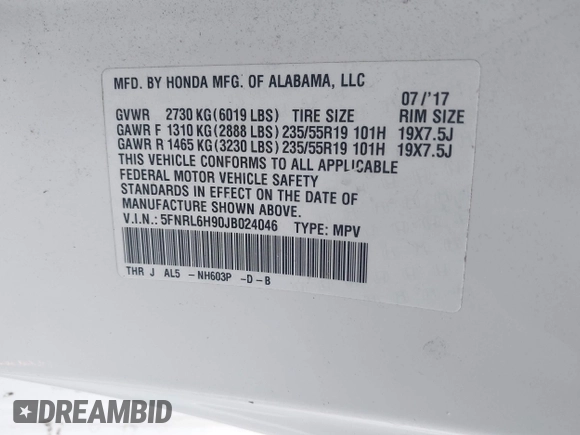 MFD. BY HONDA MFG. OF ALABAMA, LLC
07/'17
GVWR 2730 KG(6019 LBS) TIRE SIZE RIM SIZE
GAWR F 1310 KG(2888 LBS) 235/55R19 101H 19X7.5J
GAWR R 1465 KG(3230 LBS) 235/55R19 101H 19X7.5J
THIS VEHICLE CONFORMS TO ALL APPLICABLE
FEDERAL MOTOR VEHICLE SAFETY
STANDARDS IN EFFECT ON THE DATE OF
MANUFACTURE SHOWN ABOVE.
V.I.N.: 5FNRL6H90JB024046 TYPE: MPV
THR J AL5 -NH603P -D-B
DREAMBID